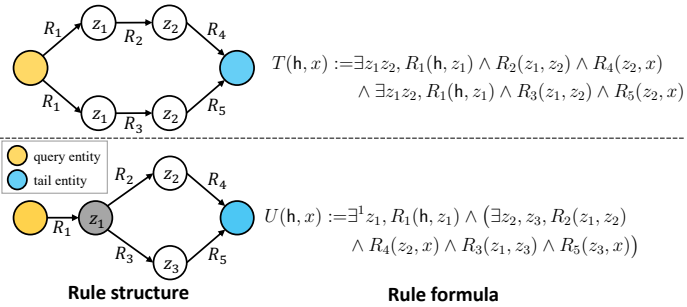 R₁ z₁ R₂ z₂ R₄
R₁ z₁ R₃ z₂ R₅
T(h, x) :=∃z₁z₂, R₁(h, z₁) ∧ R₂(z₁, z₂) ∧ R₄(z₂, x)
∧ ∃z₁z₂, R₁(h, z₁) ∧ R₃(z₁, z₂) ∧ R₅(z₂, x)
query entity
tail entity
R₁ z₁ R₂ z₂ R₄
R₃ z₃ R₅
U(h, x) :=∃¹z₁, R₁(h, z₁) ∧ (∃z₂, z₃, R₂(z₁, z₂)
∧ R₄(z₂, x) ∧ R₃(z₁, z₃) ∧ R₅(z₃, x))
Rule structure
Rule formula